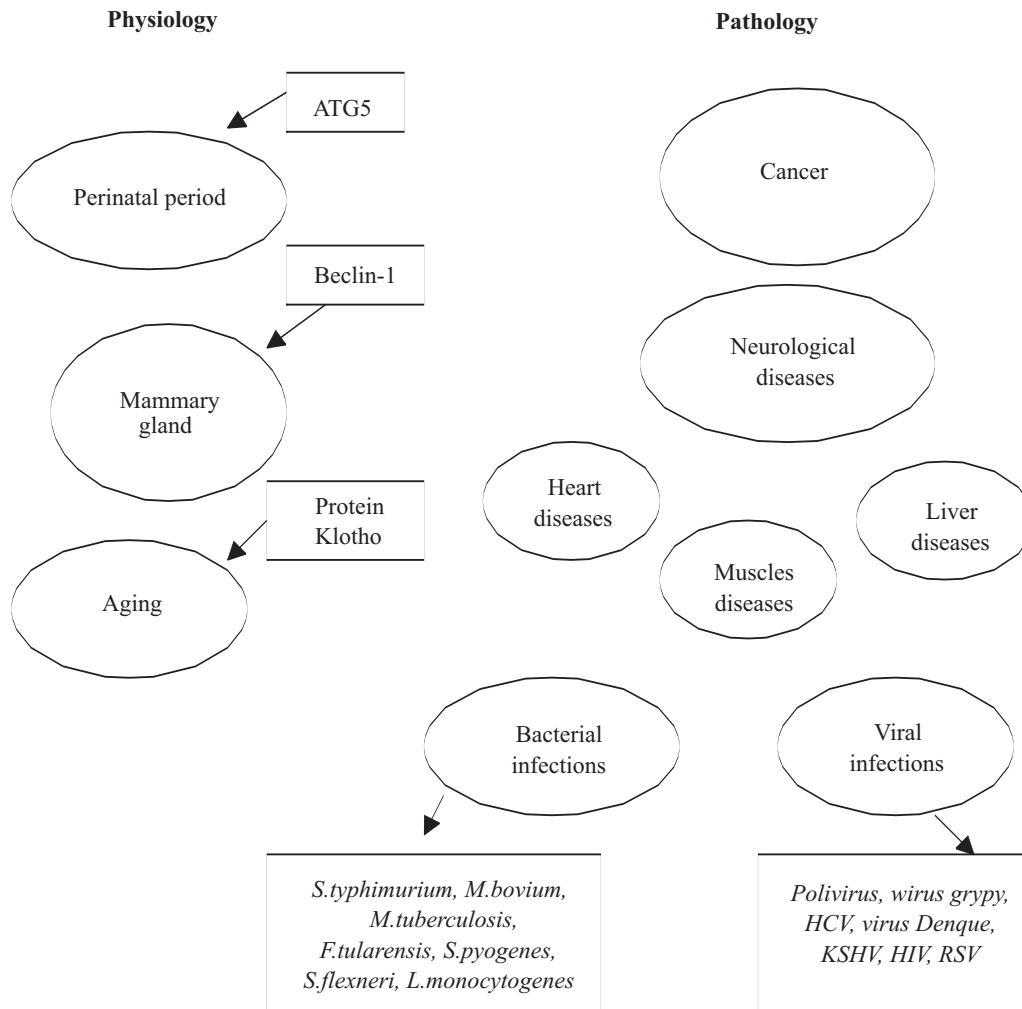 Physiology
Pathology
ATG5
Perinatal period
Beclin-1
Mammary
gland
Protein
Klotho
Aging
Cancer
Neurological
diseases
Heart
diseases
Liver
diseases
Muscles
diseases
Bacterial
infections
Viral
infections
S.typhimurium, M.bovium,
M.tuberculosis,
F.tularensis, S.pyogenes,
S.flexneri, L.monocytogenes
Polivirus, wirus grypy,
HCV, virus Denque,
KSHV, HIV, RSV